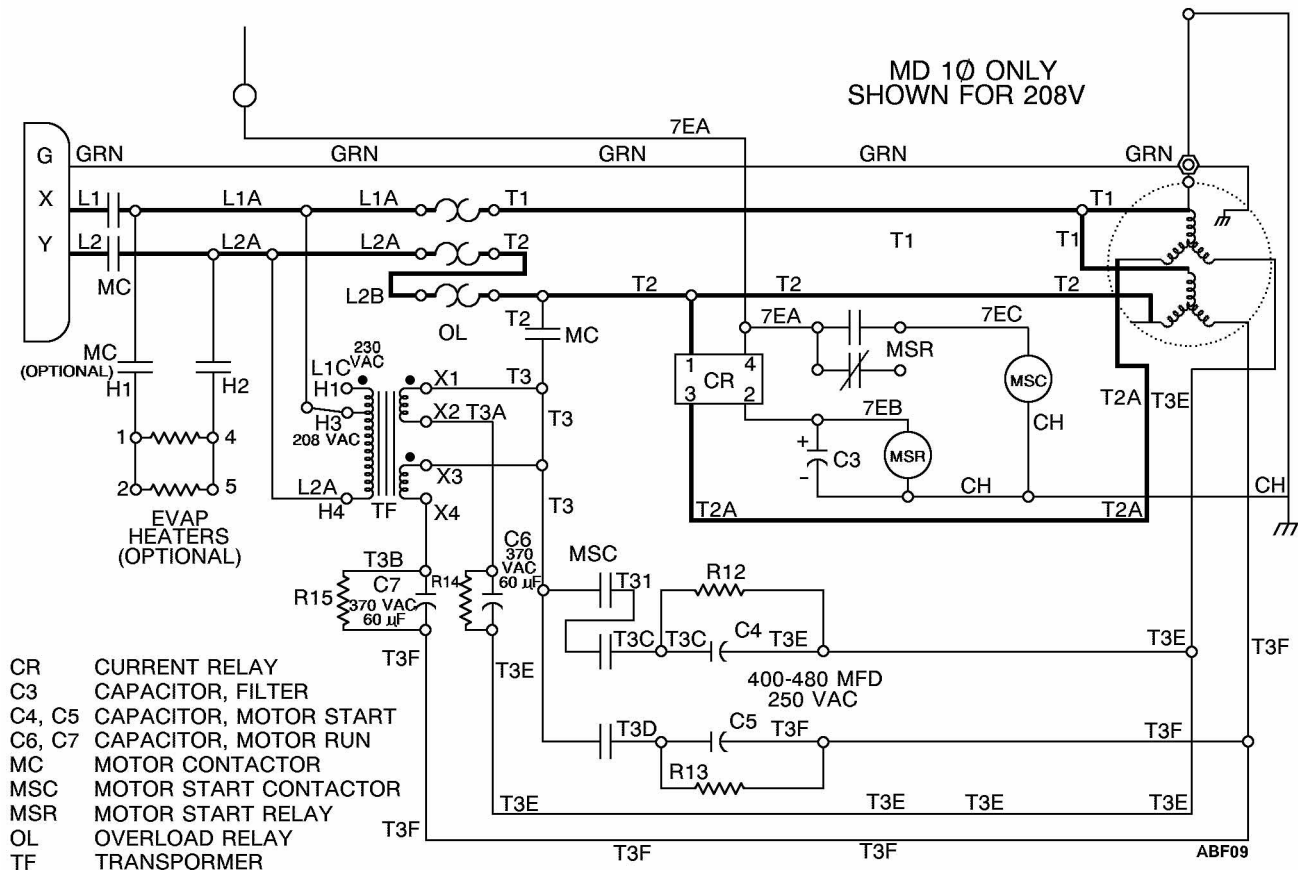 MD 1Ø ONLY
SHOWN FOR 208V
7EA
G GRN GRN GRN GRN GRN
X L1 L1A L1A T1 T1
Y L2 L2A L2A T2 T1 T1
MC
L2B T2 T2 T2
OL T2 MC
7EA 7EC
MSR
MC
(OPTIONAL)
H1 H2
L1C 230
VAC
H1 X1 T3
1 4
CR
3 2
MSC
H3 X2 T3A T3
208 VAC
T2A T3E
7EB CH
1 4
+
C3
-
MSR
X3
2 5
L2A
H4 TF X4
T3
CH CH
T2A T2A
EVAP
HEATERS
(OPTIONAL)
C6
370
VAC
60 µF
MSC
T3B
C7
R15 370 VAC
60 µF
R14
T31 R12
T3C T3C C4 T3E T3E
T3F T3E T3F
400-480 MFD
250 VAC
T3D C5 T3F T3F
R13
T3E T3E T3E T3E
T3F T3F T3F
CR CURRENT RELAY
C3 CAPACITOR, FILTER
C4, C5 CAPACITOR, MOTOR START
C6, C7 CAPACITOR, MOTOR RUN
MC MOTOR CONTACTOR
MSC MOTOR START CONTACTOR
MSR MOTOR START RELAY
OL OVERLOAD RELAY
TF TRANSPORMER
ABF09